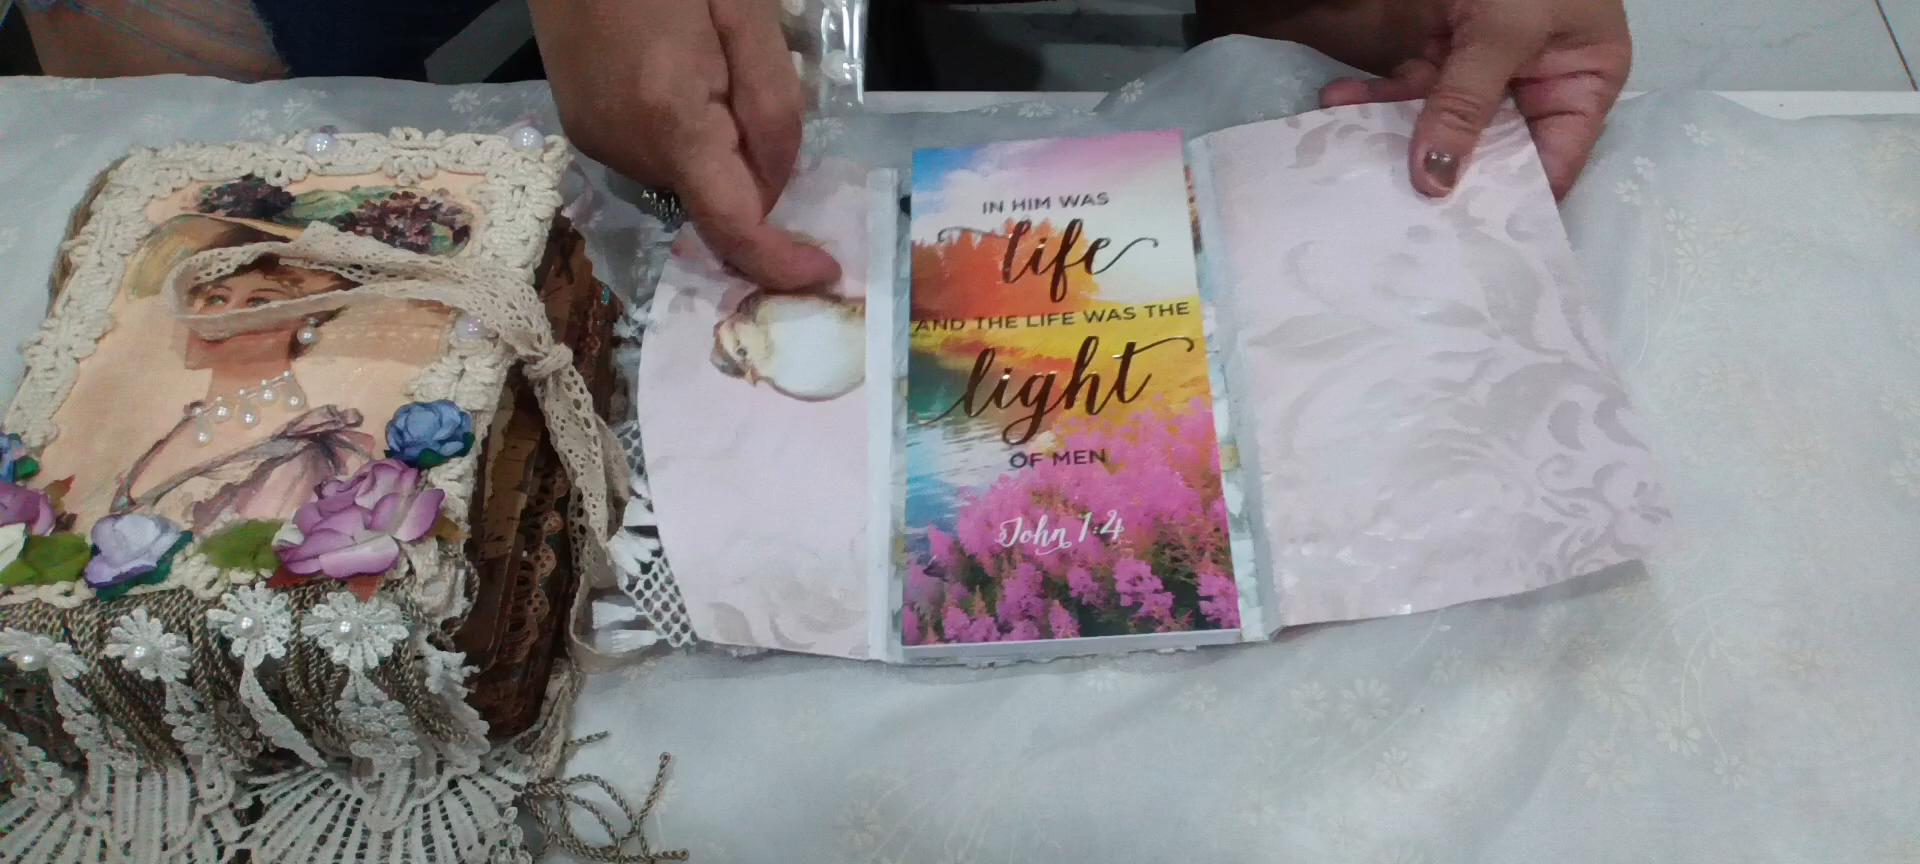 IN HIM WAS
life
AND THE LIFE WAS THE
light
OF MEN
John 1:4